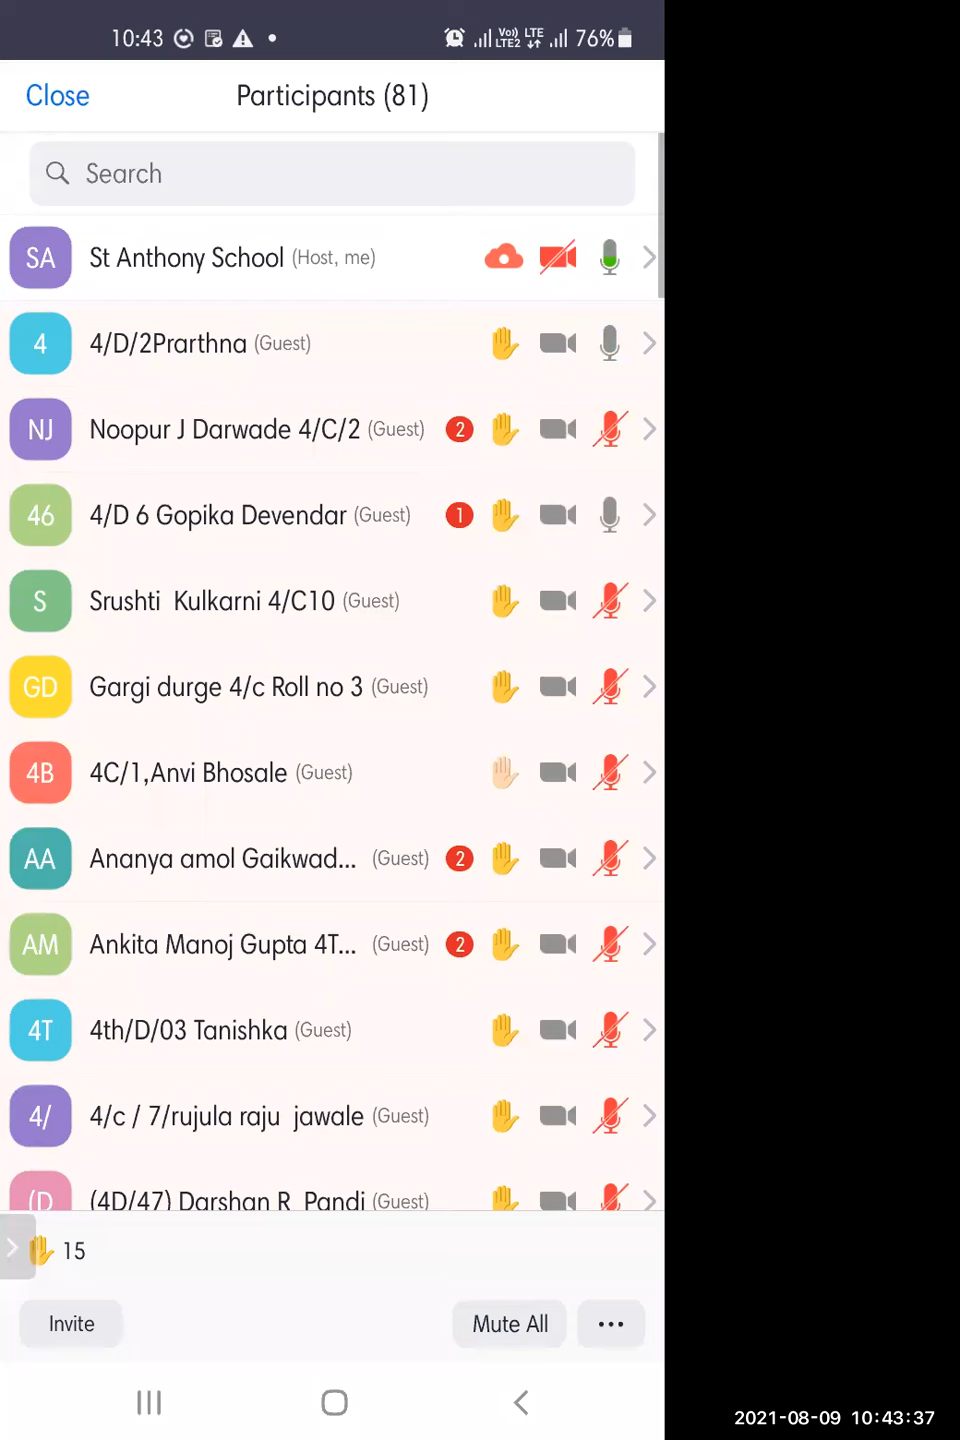 10:43 Vo) LTE2 LTE 76%
Close Participants (81)
Search
SA St Anthony School (Host, me)
4 4/D/2Prarthna (Guest)
NJ Noopur J Darwade 4/C/2 (Guest) 2
46 4/D 6 Gopika Devendar (Guest) 1
S Srushti  Kulkarni 4/C10 (Guest)
GD Gargi durge 4/c Roll no 3 (Guest)
4B 4C/1,Anvi Bhosale (Guest)
AA Ananya amol Gaikwad... (Guest) 2
AM Ankita Manoj Gupta 4T... (Guest) 2
4T 4th/D/03 Tanishka (Guest)
4/ 4/c / 7/rujula raju  jawale (Guest)
(D (4D/47) Darshan R  Pandi (Guest)
15
Invite Mute All ...
2021-08-09 10:43:37